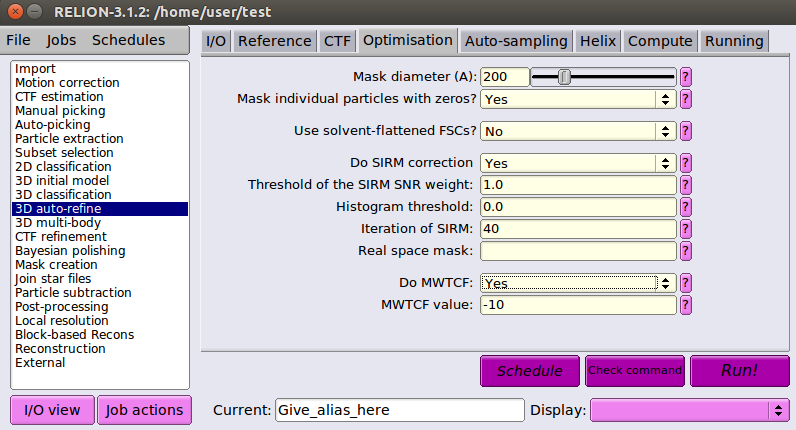 RELION-3.1.2: /home/user/test
File Jobs Schedules
I/O Reference CTF Optimisation Auto-sampling Helix Compute Running
Import
Motion correction
CTF estimation
Manual picking
Auto-picking
Particle extraction
Subset selection
2D classification
3D initial model
3D classification
3D auto-refine
3D multi-body
CTF refinement
Bayesian polishing
Mask creation
Join star files
Particle subtraction
Post-processing
Local resolution
Block-based Recons
Reconstruction
External
Mask diameter (A): 200 ?
Mask individual particles with zeros? Yes ?
Use solvent-flattened FSCs? No ?
Do SIRM correction Yes ?
Threshold of the SIRM SNR weight: 1.0 ?
Histogram threshold: 0.0 ?
Iteration of SIRM: 40 ?
Real space mask: ?
Do MWTCF: Yes ?
MWTCF value: -10 ?
Schedule Check command Run!
I/O view Job actions Current: Give_alias_here Display: